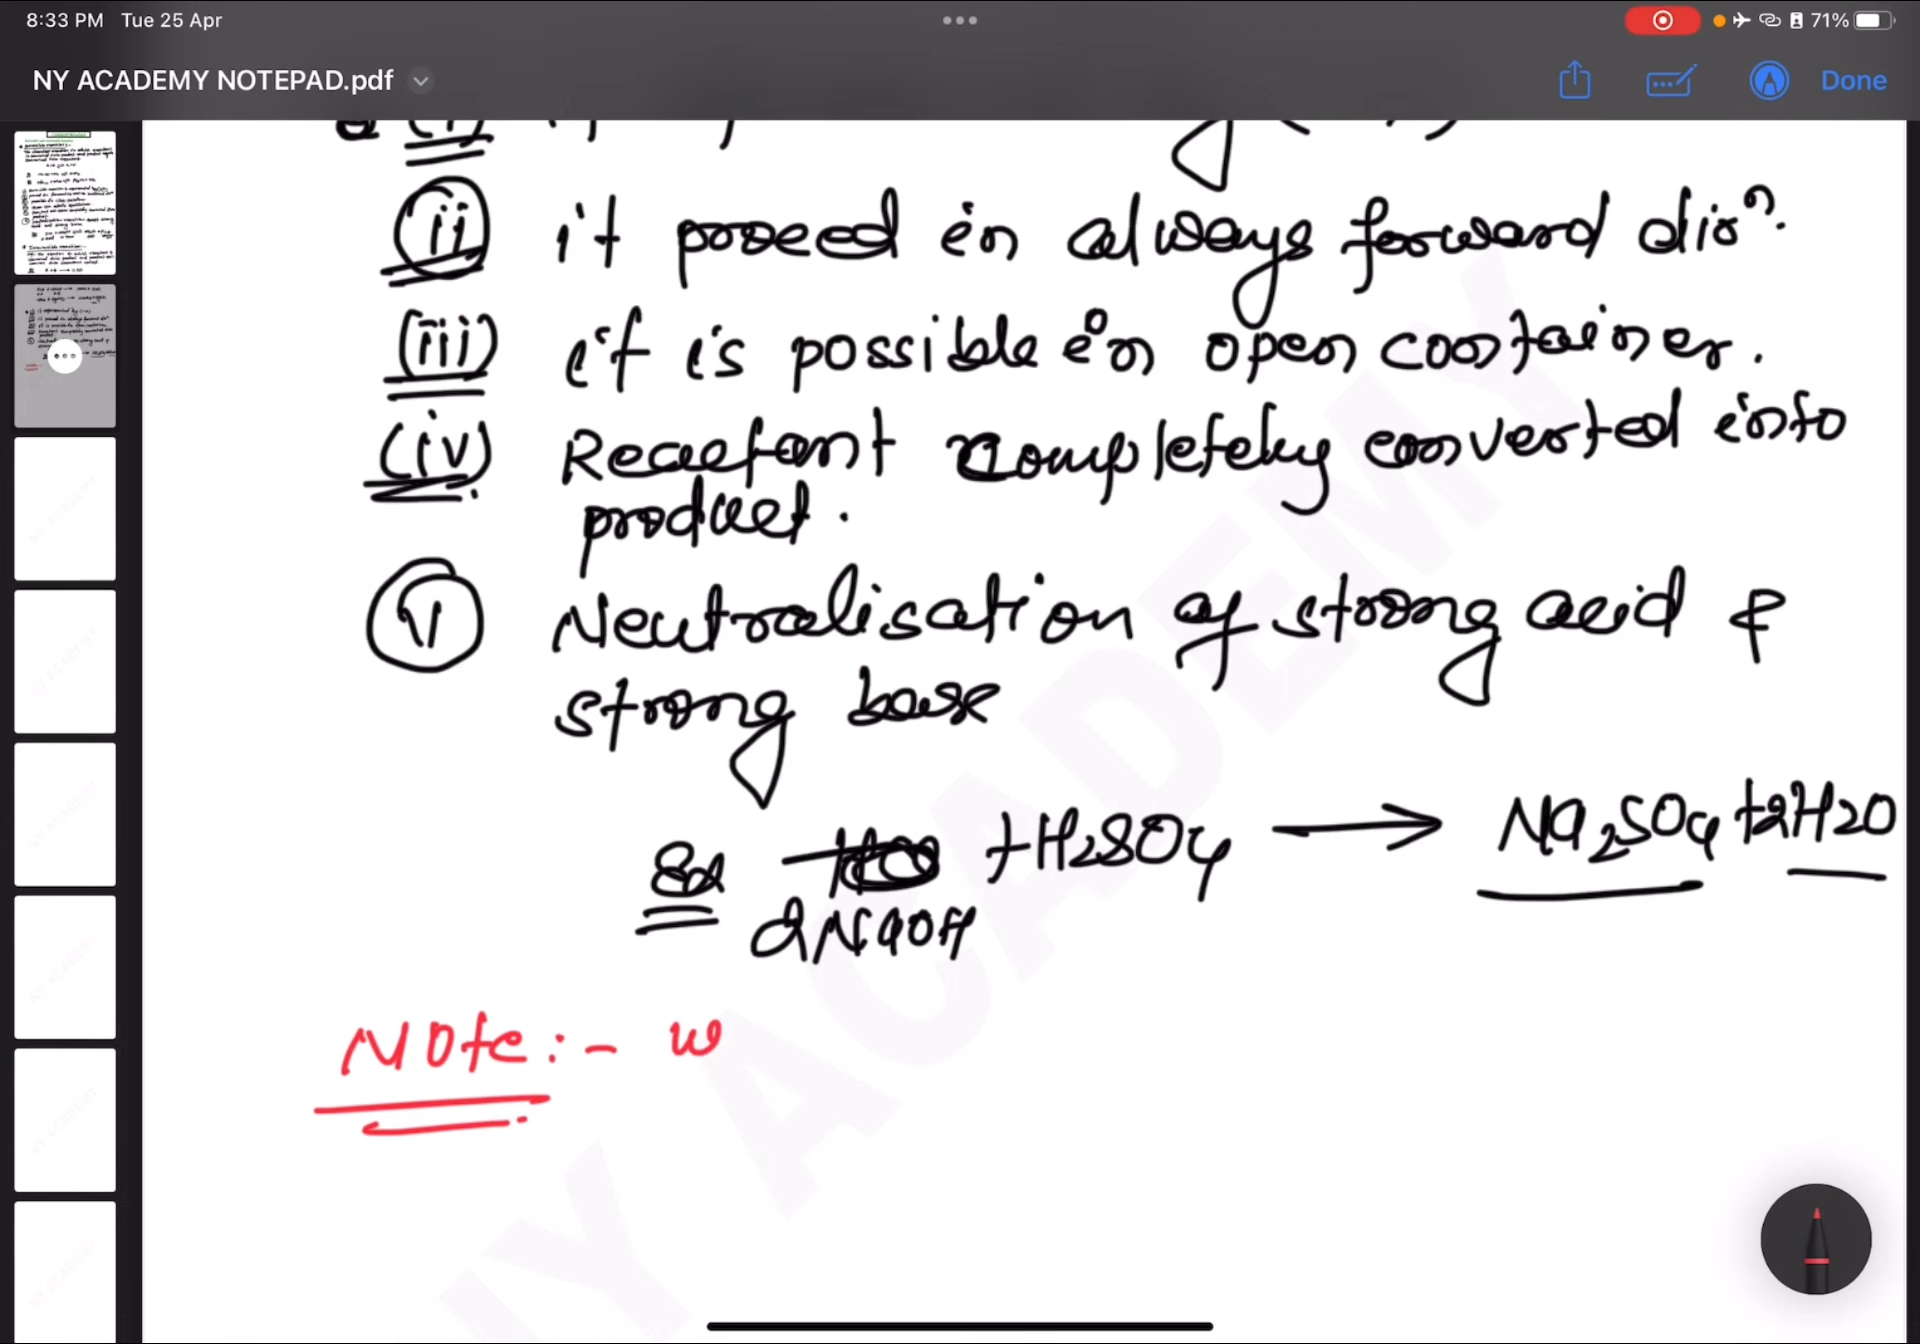 8:33 PM Tue 25 Apr
71%
NY ACADEMY NOTEPAD.pdf
Done
(ii) it proceed in always forward dirⁿ.
(iii) it is possible in open container.
(iv) Reactant completely converted into
product.
(v) Neutralisation of strong acid &
strong base
+ H2SO4 → Na2SO4 + 2H2O
2NaOH
Note :- w
NY ACADEMY